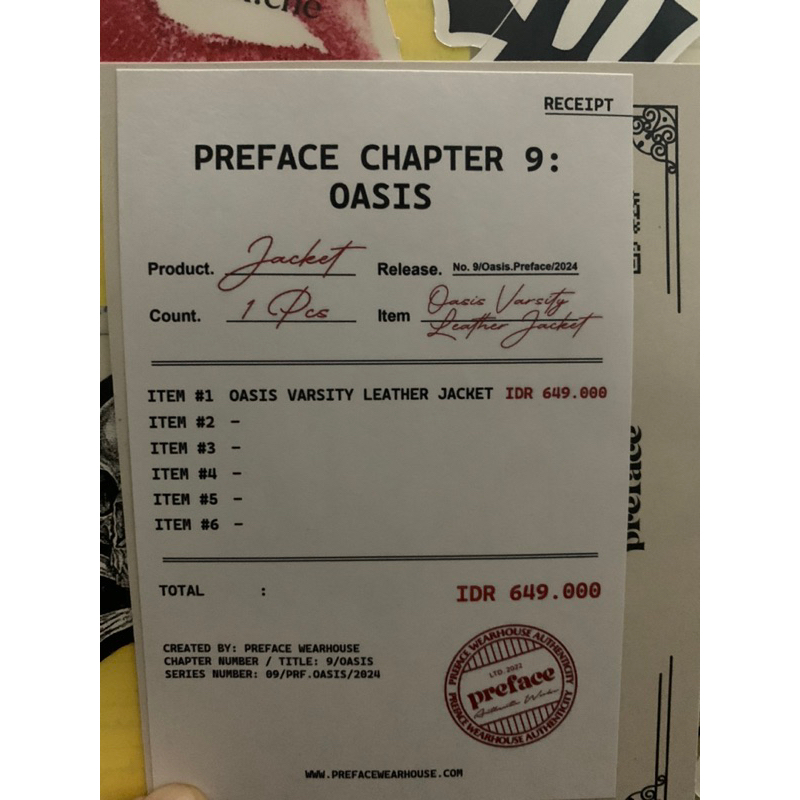 RECEIPT
PREFACE CHAPTER 9:
OASIS
Product. Jacket Release. No. 9/Oasis.Preface/2024
Count. 1 Pcs Item Oasis Varsity
Leather Jacket
ITEM #1 OASIS VARSITY LEATHER JACKET IDR 649.000
ITEM #2 -
ITEM #3 -
ITEM #4 -
ITEM #5 -
ITEM #6 -
TOTAL : IDR 649.000
CREATED BY: PREFACE WEARHOUSE
CHAPTER NUMBER / TITLE: 9/OASIS
SERIES NUMBER: 09/PRF.OASIS/2024
PREFACE WEARHOUSE AUTHENTICITY
LTD. 2022
preface
PREFACE WEARHOUSE AUTHENTICITY
WWW.PREFACEWEARHOUSE.COM
preface